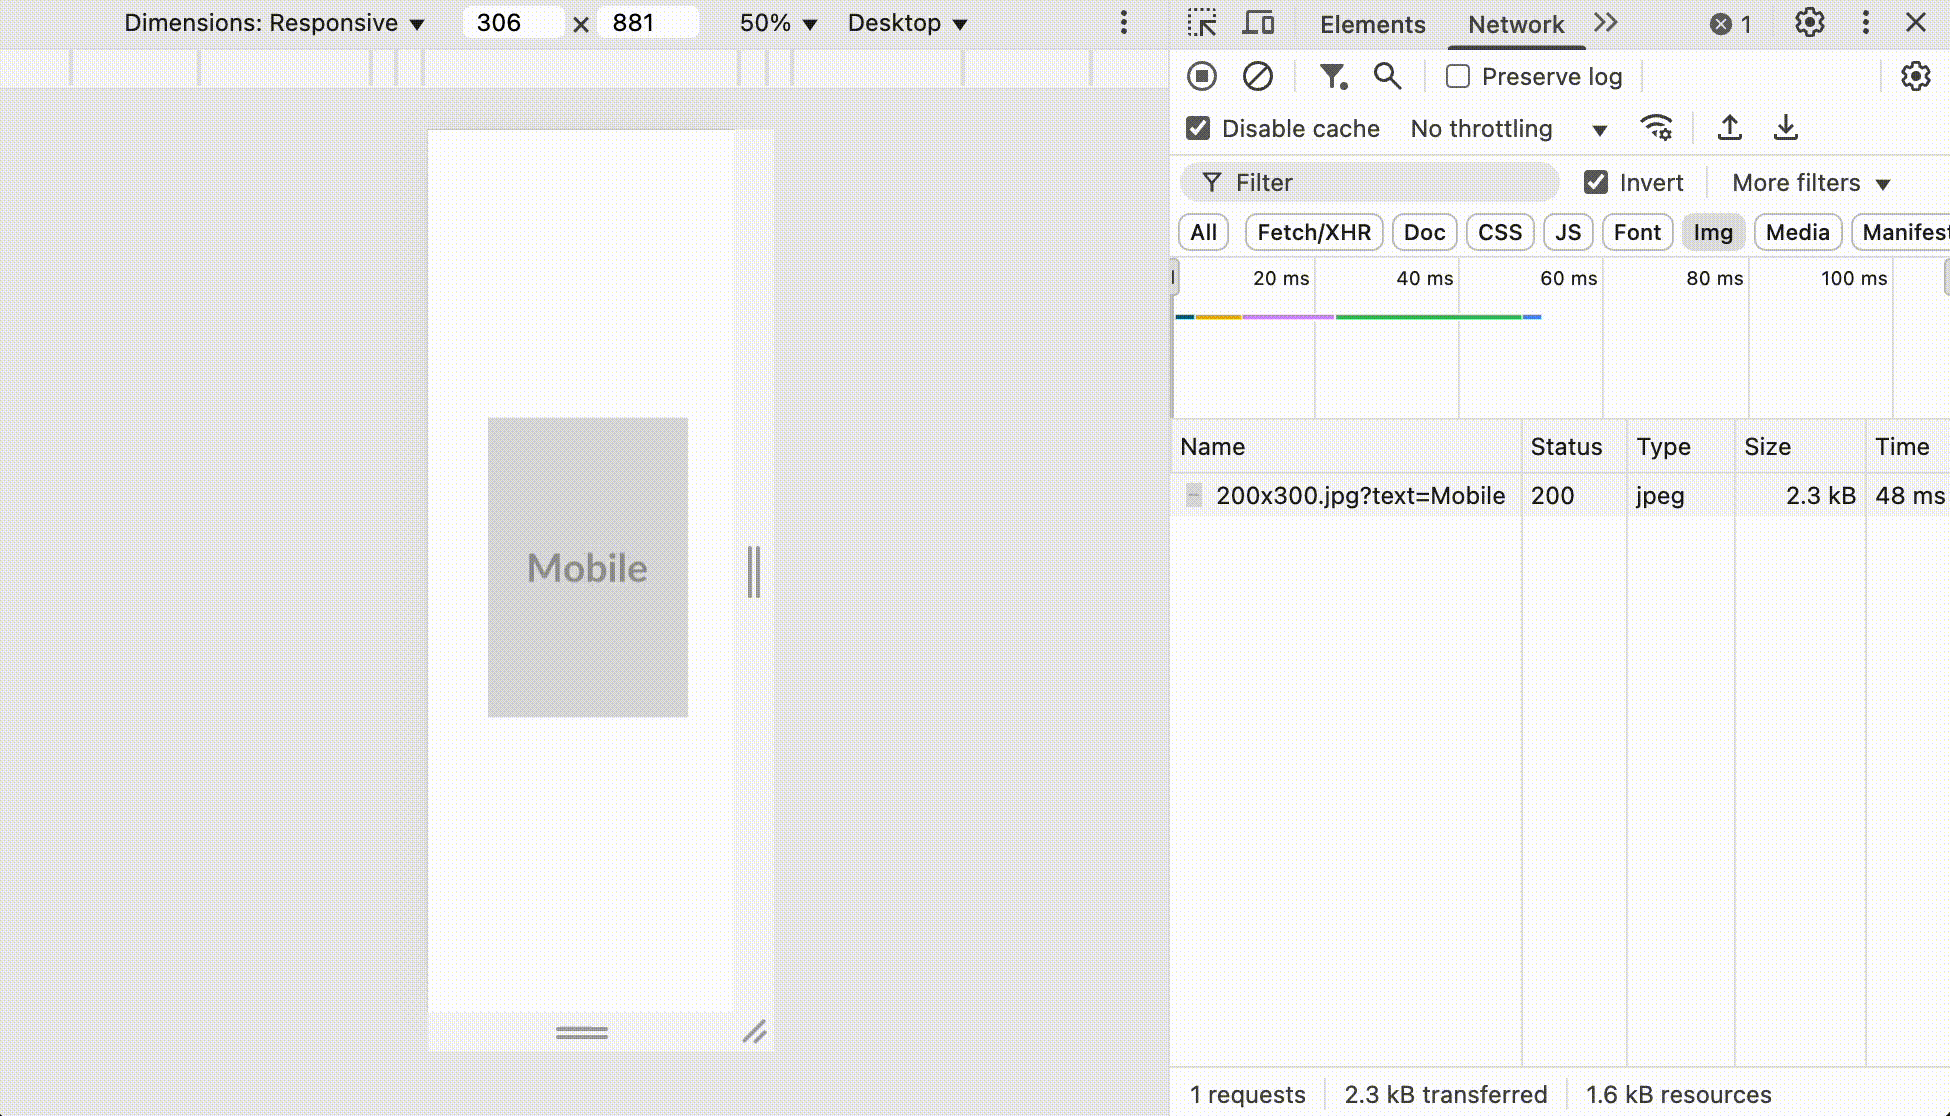 Dimensions: Responsive 306 × 881 50% Desktop
Elements Network 1
Preserve log
Disable cache No throttling
Filter Invert More filters
All Fetch/XHR Doc CSS JS Font Img Media Manifest
20 ms 40 ms 60 ms 80 ms 100 ms
Name Status Type Size Time
200x300.jpg?text=Mobile 200 jpeg 2.3 kB 48 ms
Mobile
1 requests 2.3 kB transferred 1.6 kB resources